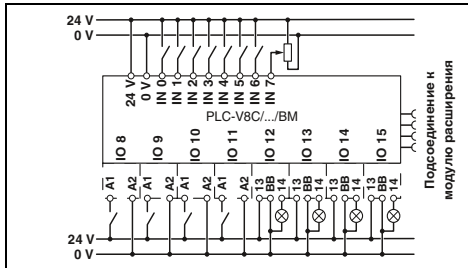 24 V
0 V
24 V 0 V IN 0 IN 1 IN 2 IN 3 IN 4 IN 5 IN 6 IN 7
PLC-V8C/.../BM
IO 8 IO 9 IO 10 IO 11 IO 12 IO 13 IO 14 IO 15
A1 A2 A1 A2 A1 A2 A1 A2 13 BB 14 13 BB 14 13 BB 14 13 BB 14
24 V
0 V
Подсоединение к
модулю расширения